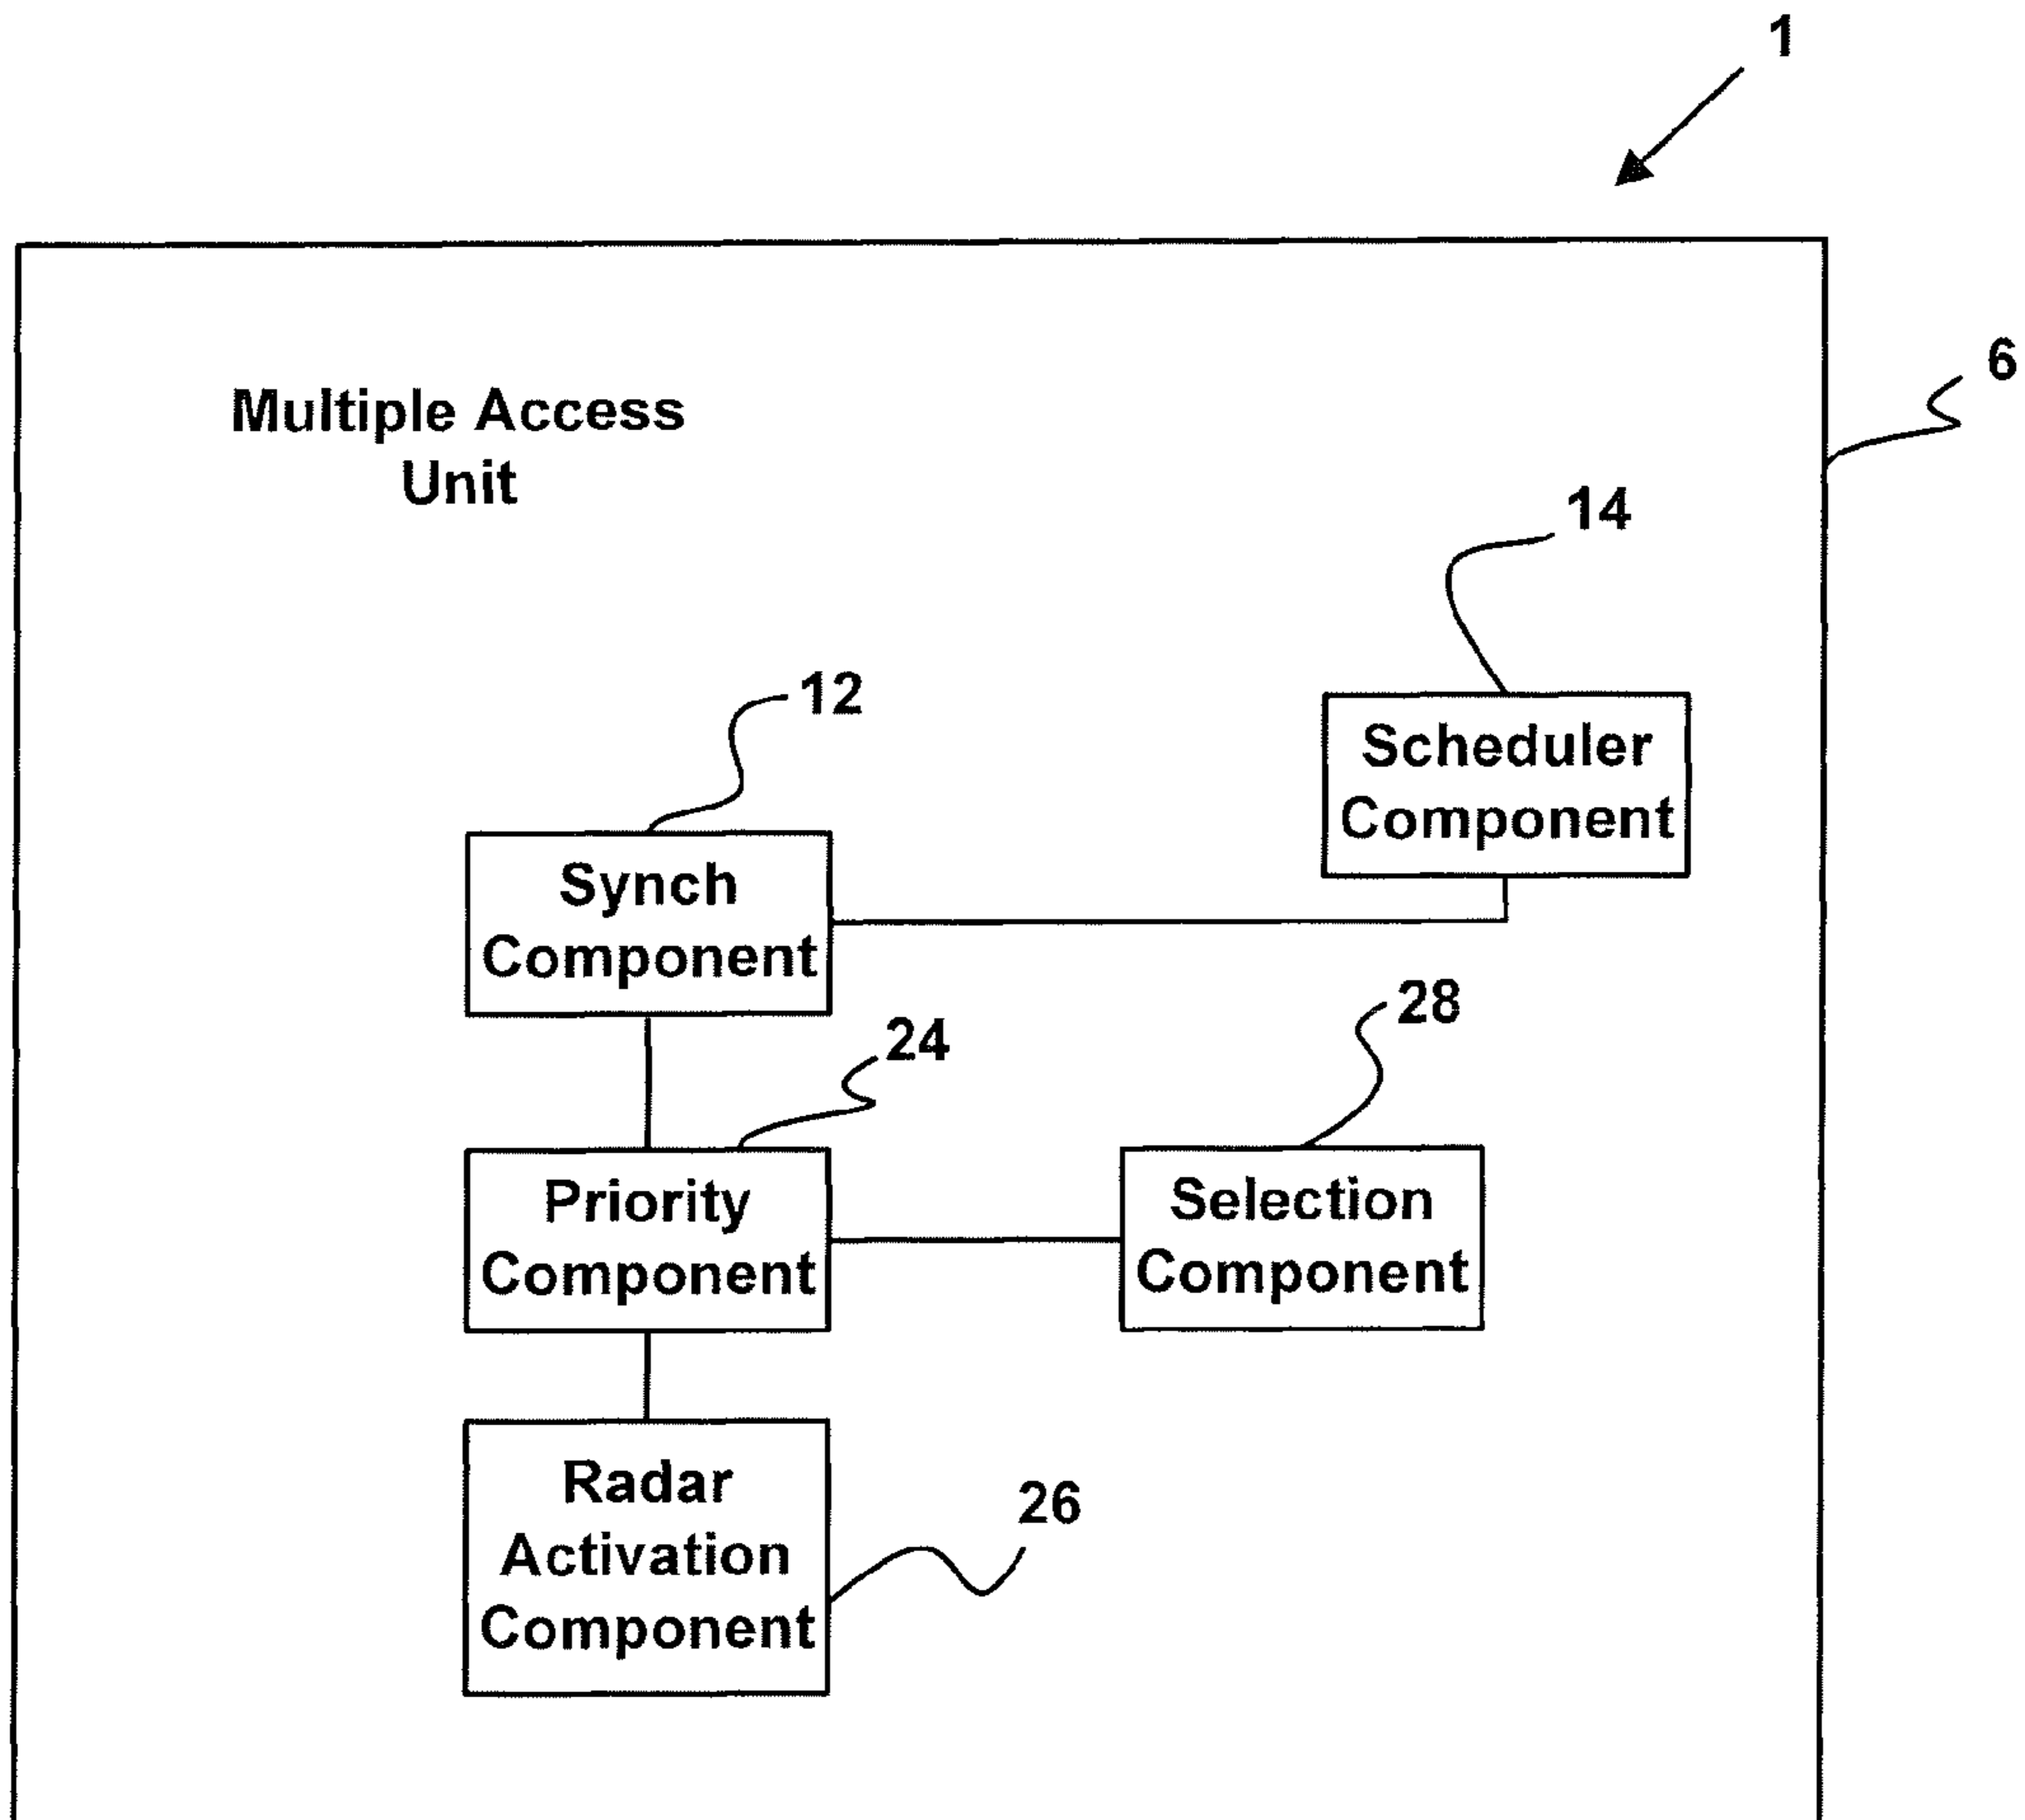 1
6
Multiple Access
Unit
14
12
Scheduler
Component
Synch
Component
28
24
Priority
Component
Selection
Component
26
Radar
Activation
Component